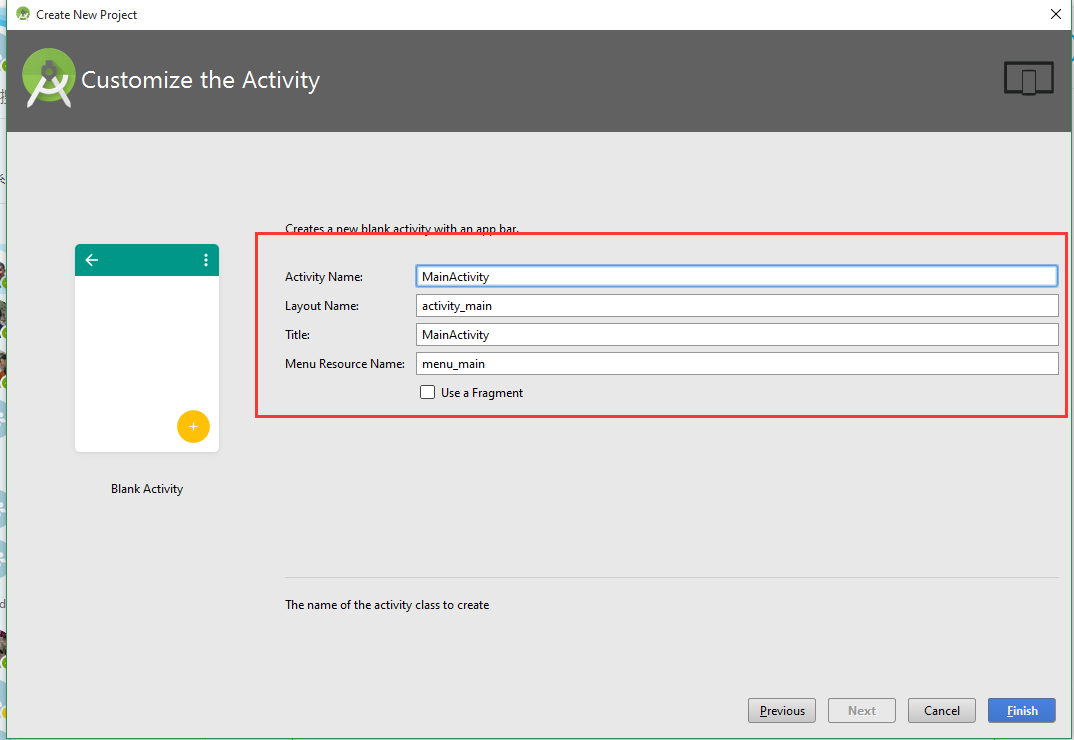 Create New Project
Customize the Activity
Creates a new blank activity with an app bar.
Activity Name: MainActivity
Layout Name: activity_main
Title: MainActivity
Menu Resource Name: menu_main
Use a Fragment
Blank Activity
The name of the activity class to create
Previous Next Cancel Finish